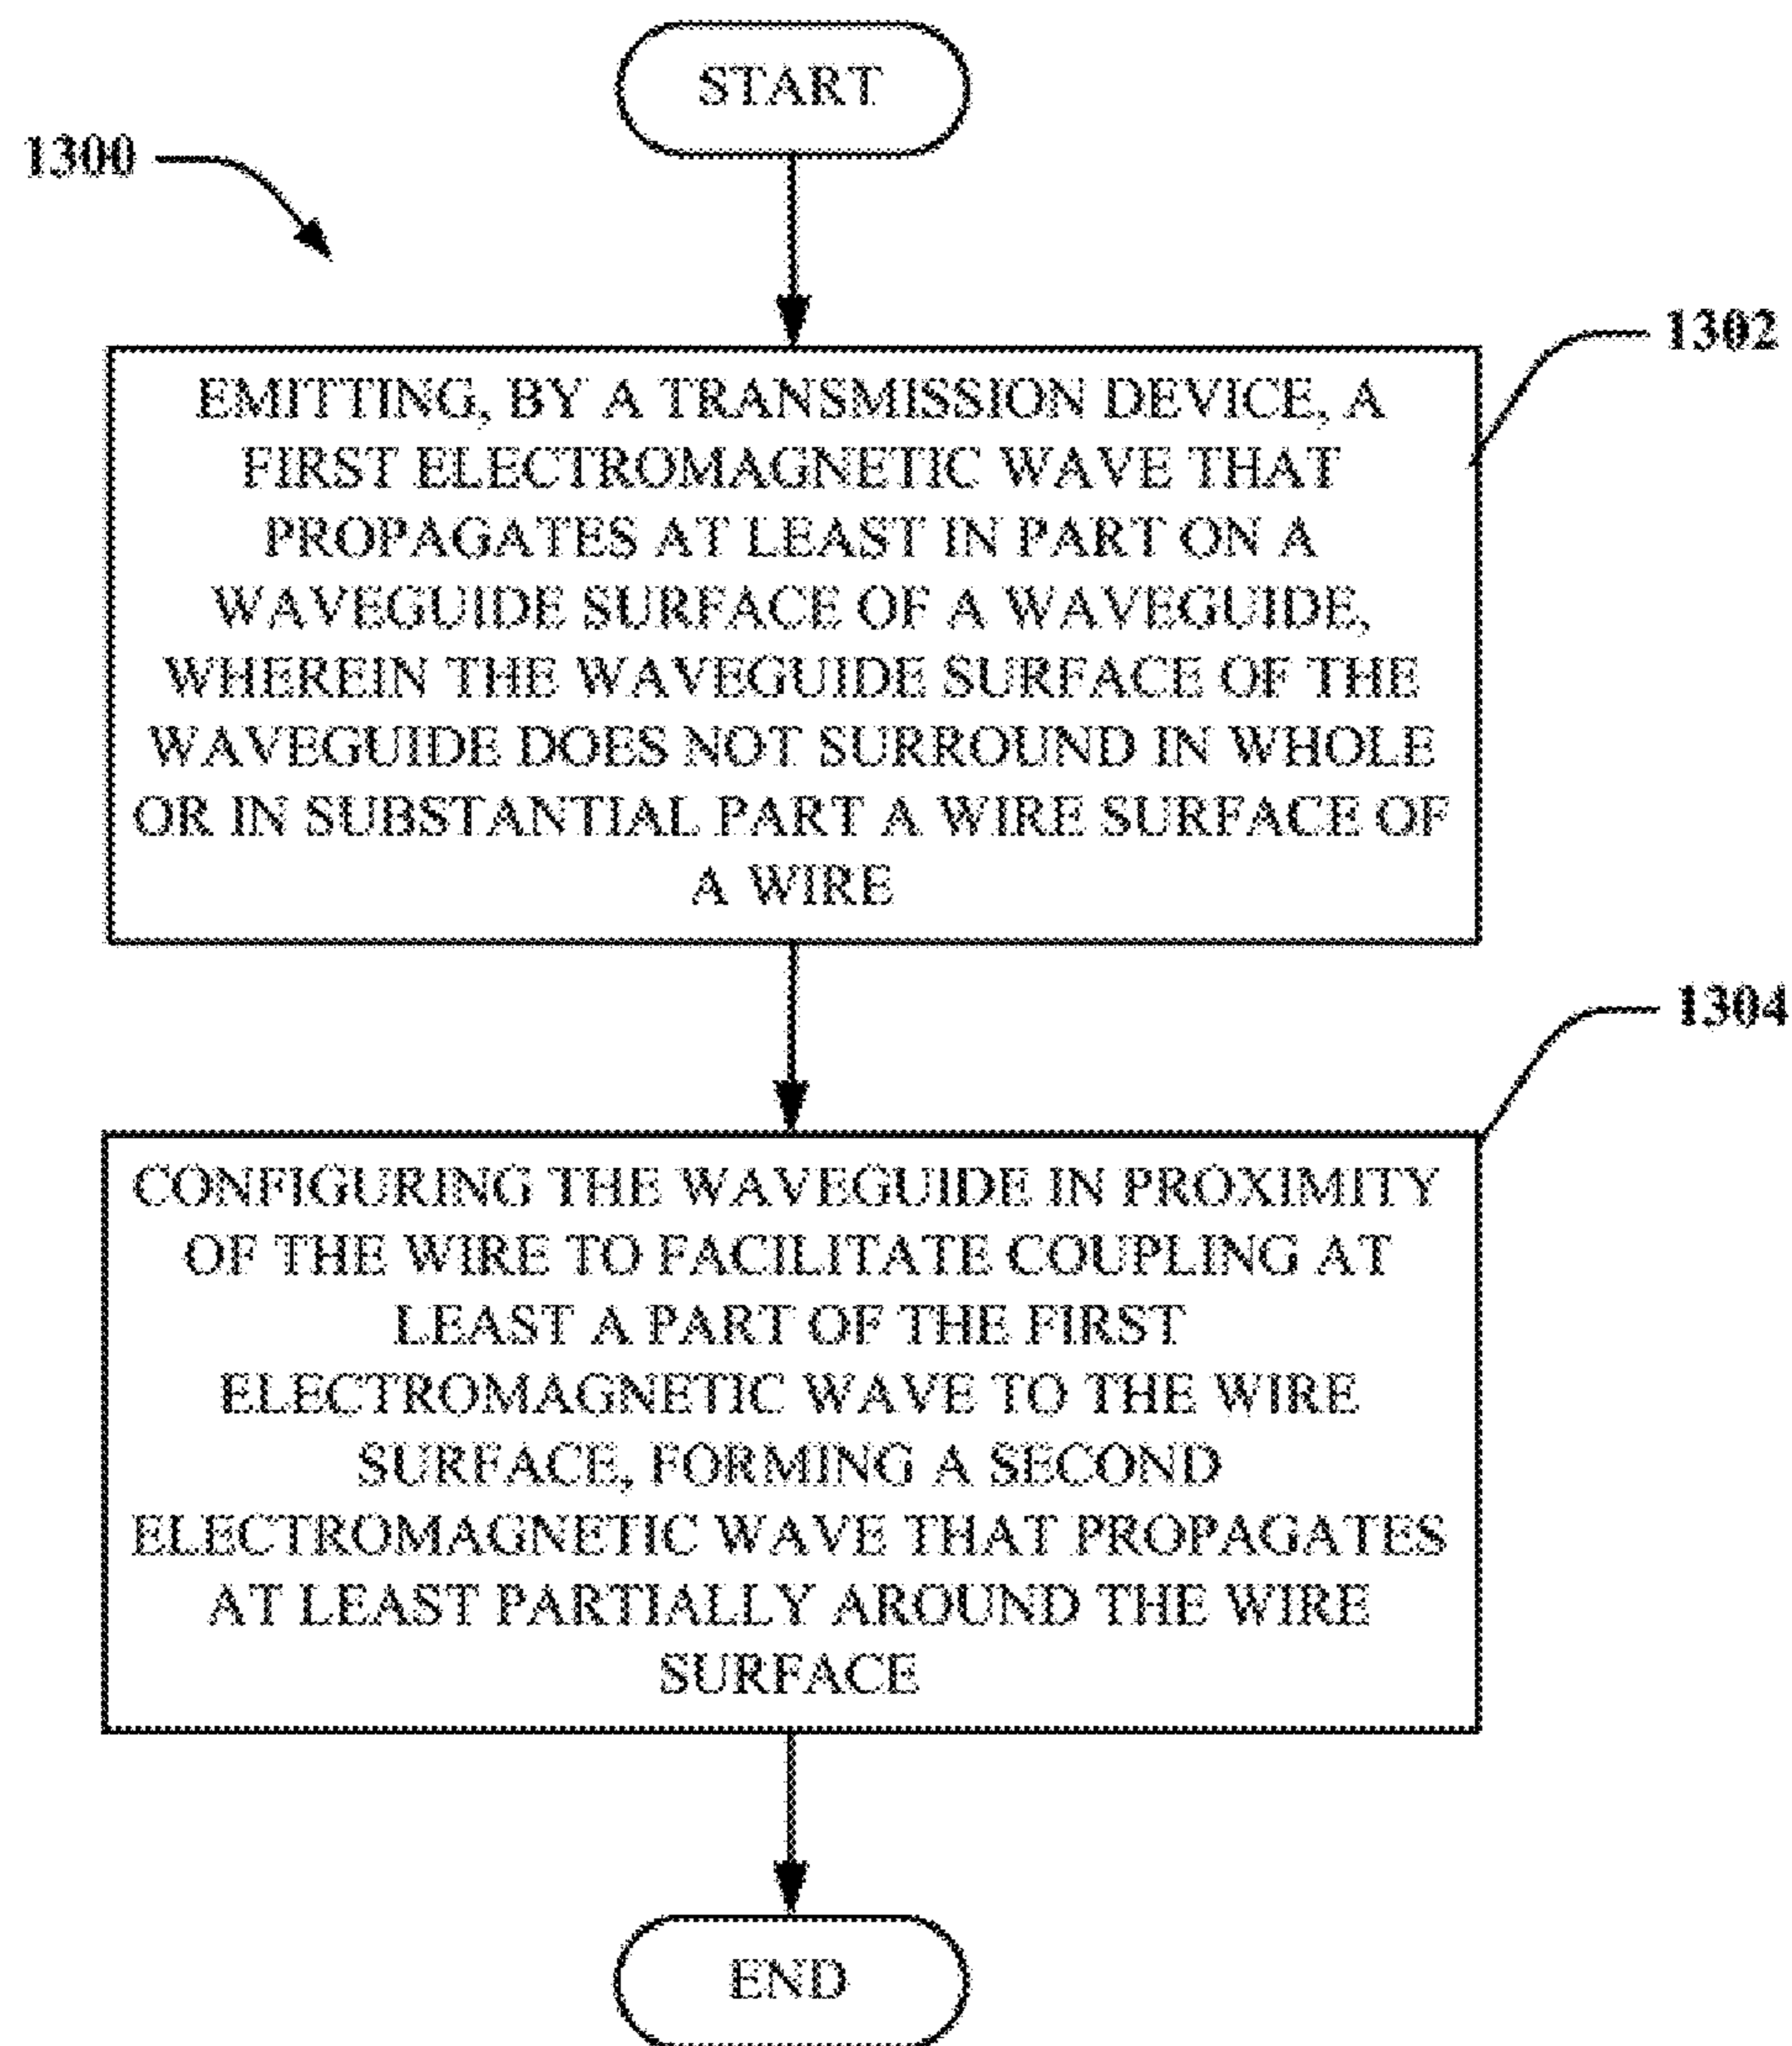 START
1300
1302
EMITTING, BY A TRANSMISSION DEVICE, A
FIRST ELECTROMAGNETIC WAVE THAT
PROPAGATES AT LEAST IN PART ON A
WAVEGUIDE SURFACE OF A WAVEGUIDE,
WHEREIN THE WAVEGUIDE SURFACE OF THE
WAVEGUIDE DOES NOT SURROUND IN WHOLE
OR IN SUBSTANTIAL PART A WIRE SURFACE OF
A WIRE
1304
CONFIGURING THE WAVEGUIDE IN PROXIMITY
OF THE WIRE TO FACILITATE COUPLING AT
LEAST A PART OF THE FIRST
ELECTROMAGNETIC WAVE TO THE WIRE
SURFACE, FORMING A SECOND
ELECTROMAGNETIC WAVE THAT PROPAGATES
AT LEAST PARTIALLY AROUND THE WIRE
SURFACE
END